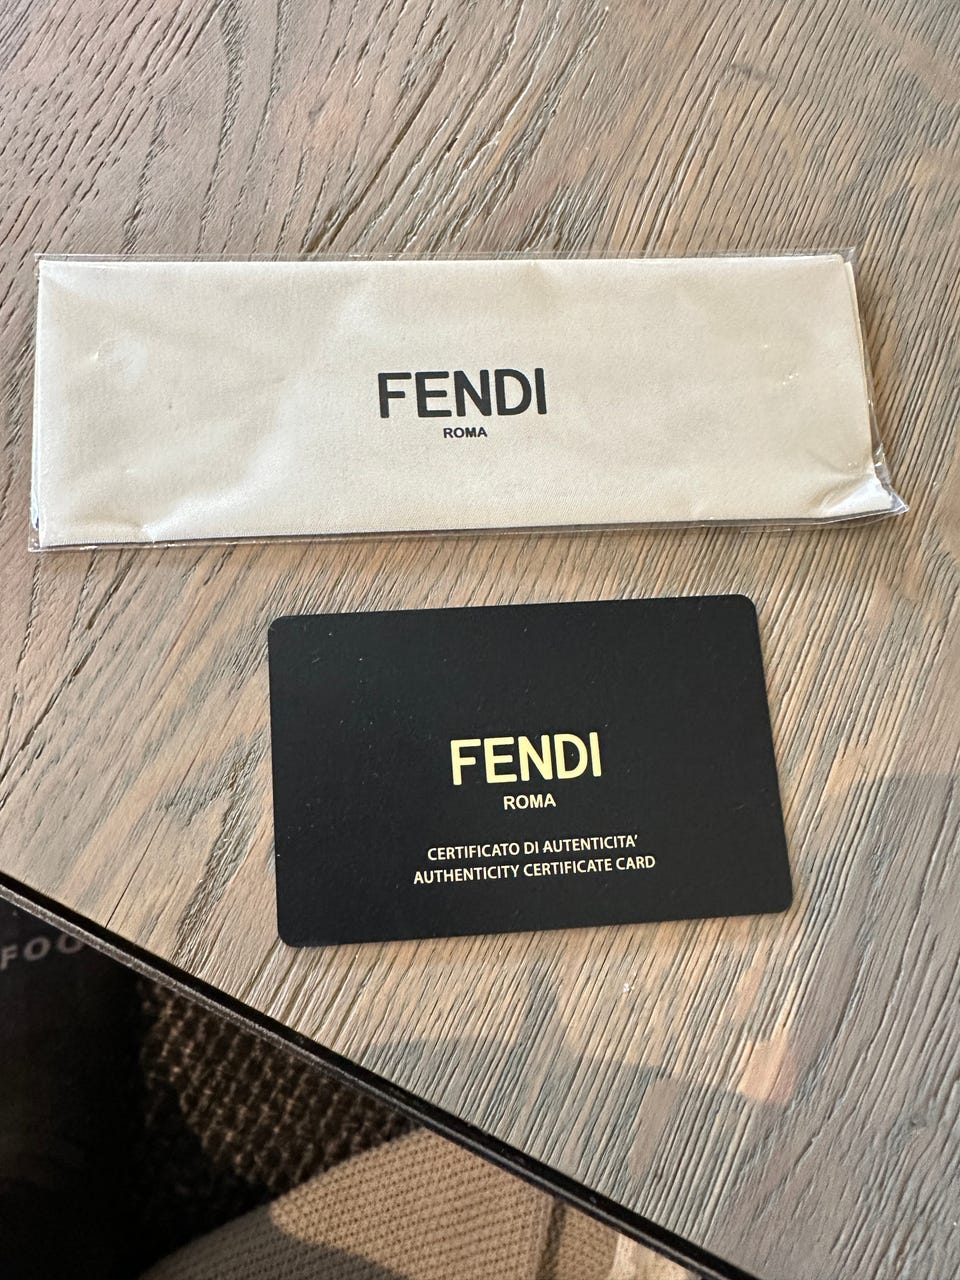 FENDI
ROMA
FENDI
ROMA
CERTIFICATO DI AUTENTICITA'
AUTHENTICITY CERTIFICATE CARD